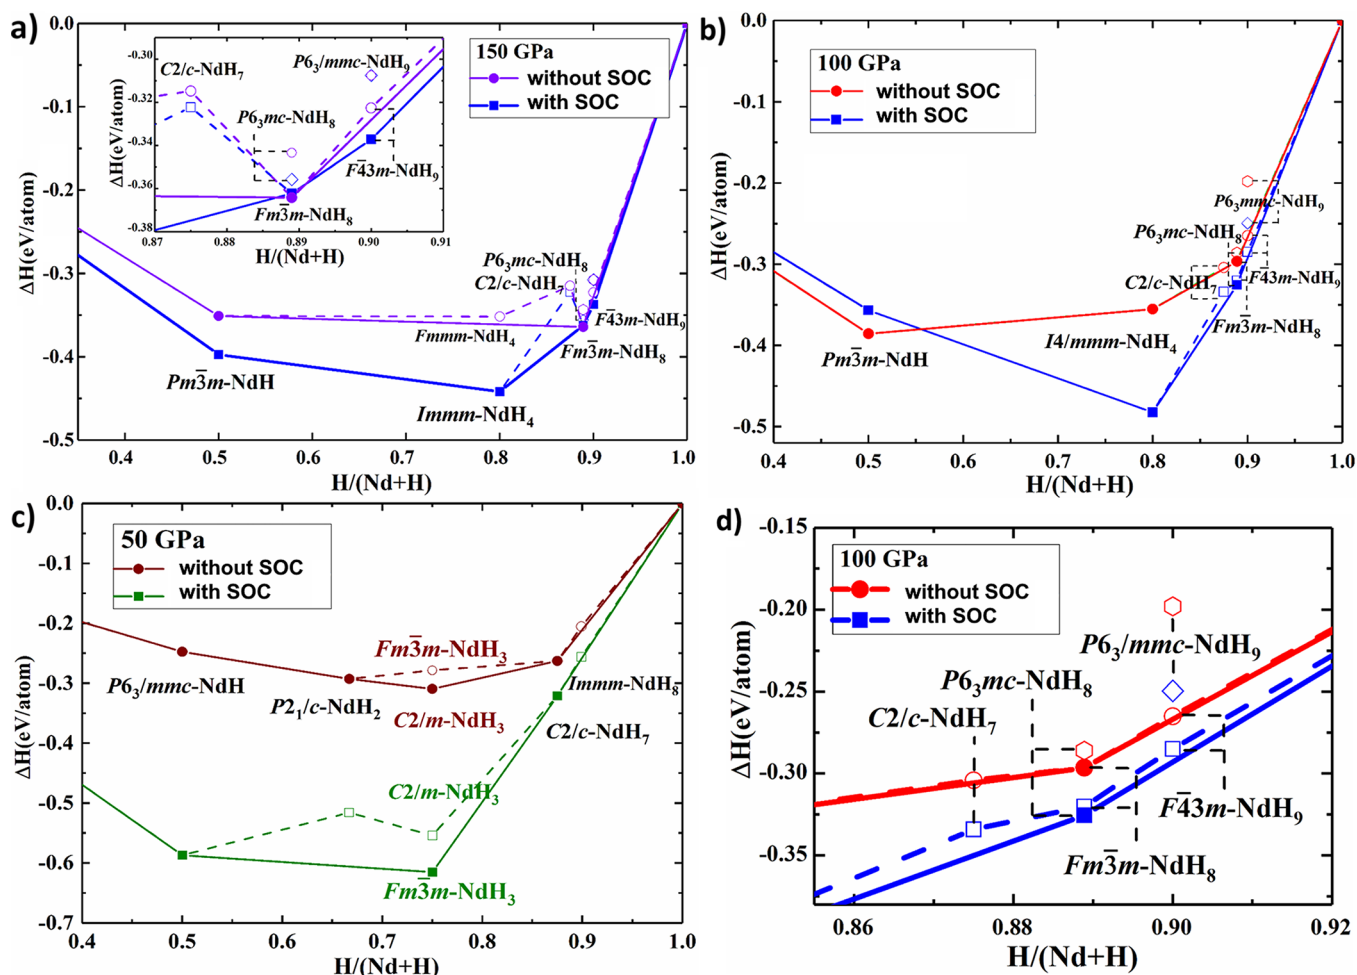 a)
150 GPa
without SOC
with SOC
ΔH(eV/atom)
0.0
-0.1
-0.2
-0.3
-0.4
-0.5
0.4
0.5
0.6
0.7
0.8
0.9
1.0
H/(Nd+H)
-0.30
-0.32
-0.34
-0.36
-0.38
0.87
0.88
0.89
0.90
0.91
ΔH(eV/atom)
H/(Nd+H)
C2/c-NdH7
P63/mmc-NdH9
P63mc-NdH8
F4̅3m-NdH9
Fm3̅m-NdH8
P63mc-NdH8
C2/c-NdH7
F4̅3m-NdH9
Fmmm-NdH4
Fm3̅m-NdH8
Pm3̅m-NdH
Immm-NdH4
b)
100 GPa
without SOC
with SOC
ΔH(eV/atom)
0.0
-0.1
-0.2
-0.3
-0.4
-0.5
0.4
0.5
0.6
0.7
0.8
0.9
1.0
H/(Nd+H)
P63mmc-NdH9
P63mc-NdH8
C2/c-NdH7
F4̅3m-NdH9
Fm3̅m-NdH8
Pm3̅m-NdH
I4/mmm-NdH4
c)
50 GPa
without SOC
with SOC
ΔH(eV/atom)
0.0
-0.1
-0.2
-0.3
-0.4
-0.5
-0.6
-0.7
0.4
0.5
0.6
0.7
0.8
0.9
1.0
H/(Nd+H)
Fm3̅m-NdH3
P63/mmc-NdH
P21/c-NdH2
Immm-NdH8
C2/m-NdH3
C2/c-NdH7
C2/m-NdH3
Fm3̅m-NdH3
d)
100 GPa
without SOC
with SOC
ΔH(eV/atom)
-0.15
-0.20
-0.25
-0.30
-0.35
0.86
0.88
0.90
0.92
H/(Nd+H)
P63/mmc-NdH9
P63mc-NdH8
C2/c-NdH7
F4̅3m-NdH9
Fm3̅m-NdH8